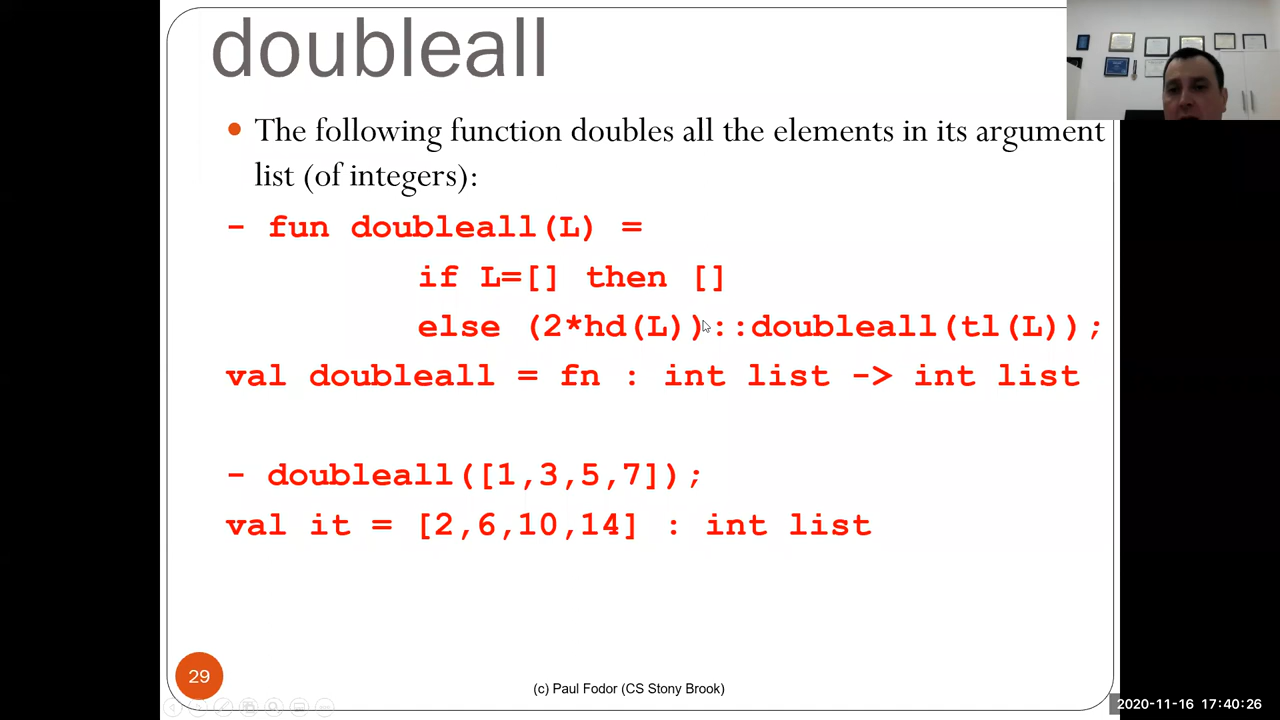 doubleall
• The following function doubles all the elements in its argument
list (of integers):
- fun doubleall(L) =
if L=[] then []
else (2*hd(L))::doubleall(tl(L));
val doubleall = fn : int list -> int list
- doubleall([1,3,5,7]);
val it = [2,6,10,14] : int list
29
(c) Paul Fodor (CS Stony Brook)
2020-11-16 17:40:26